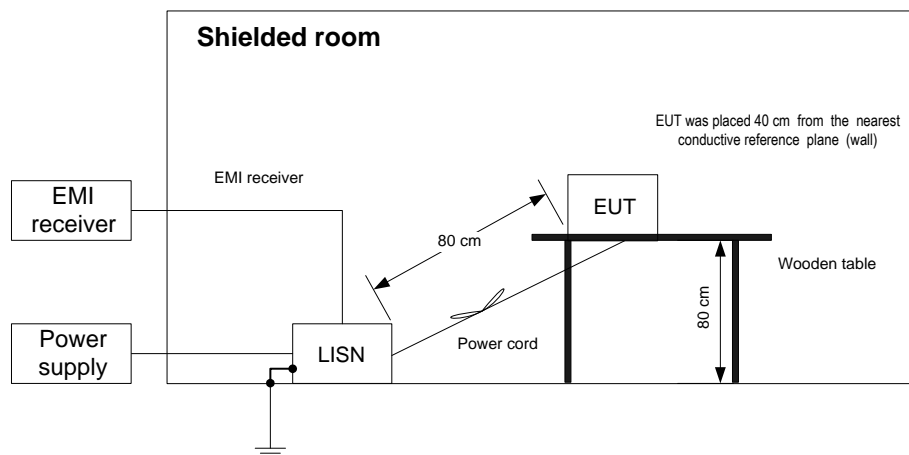 Shielded room
EUT was placed 40 cm from the nearest
conductive reference plane (wall)
EMI receiver
EMI
receiver
EUT
80 cm
Wooden table
80 cm
Power
supply
LISN
Power cord